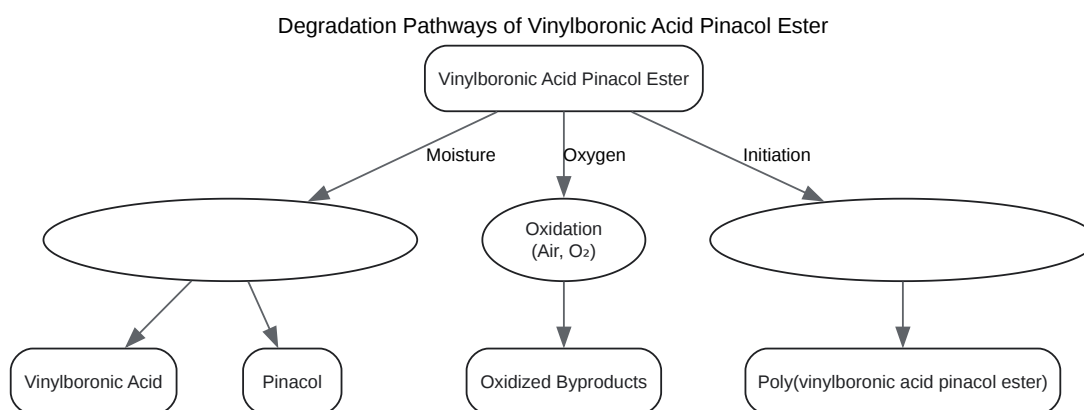 Degradation Pathways of Vinylboronic Acid Pinacol Ester
Vinylboronic Acid Pinacol Ester
Moisture
Oxygen
Initiation
Oxidation
(Air, O₂)
Vinylboronic Acid
Pinacol
Oxidized Byproducts
Poly(vinylboronic acid pinacol ester)